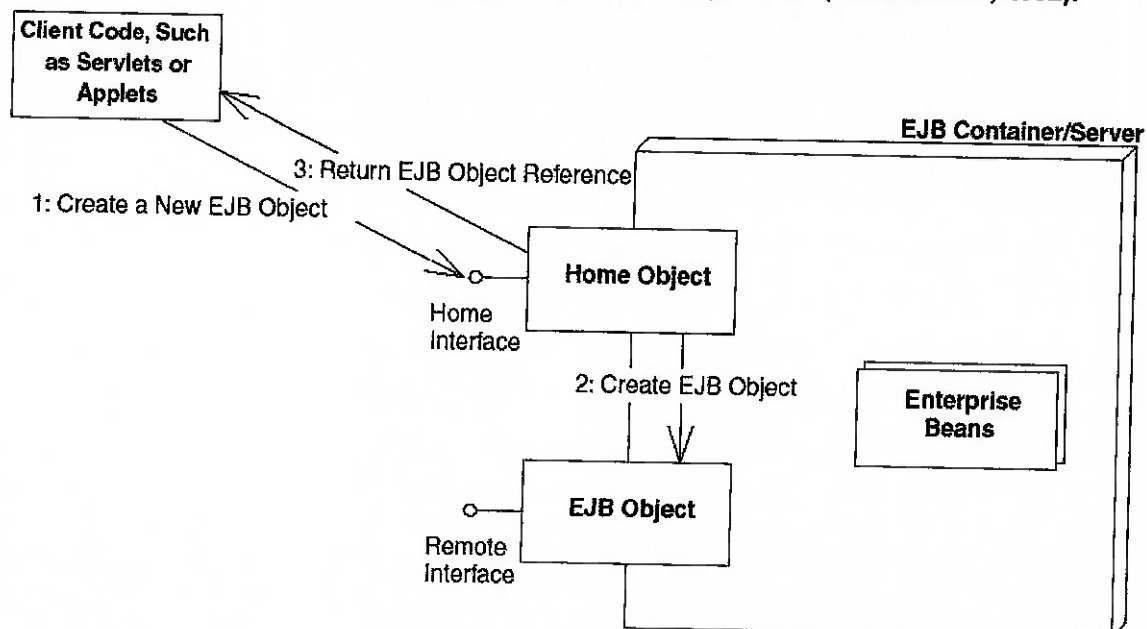 Client Code, Such
as Servlets or
Applets
EJB Container/Server
3: Return EJB Object Reference
1: Create a New EJB Object
Home Object
Home
Interface
2: Create EJB Object
Enterprise
Beans
EJB Object
Remote
Interface